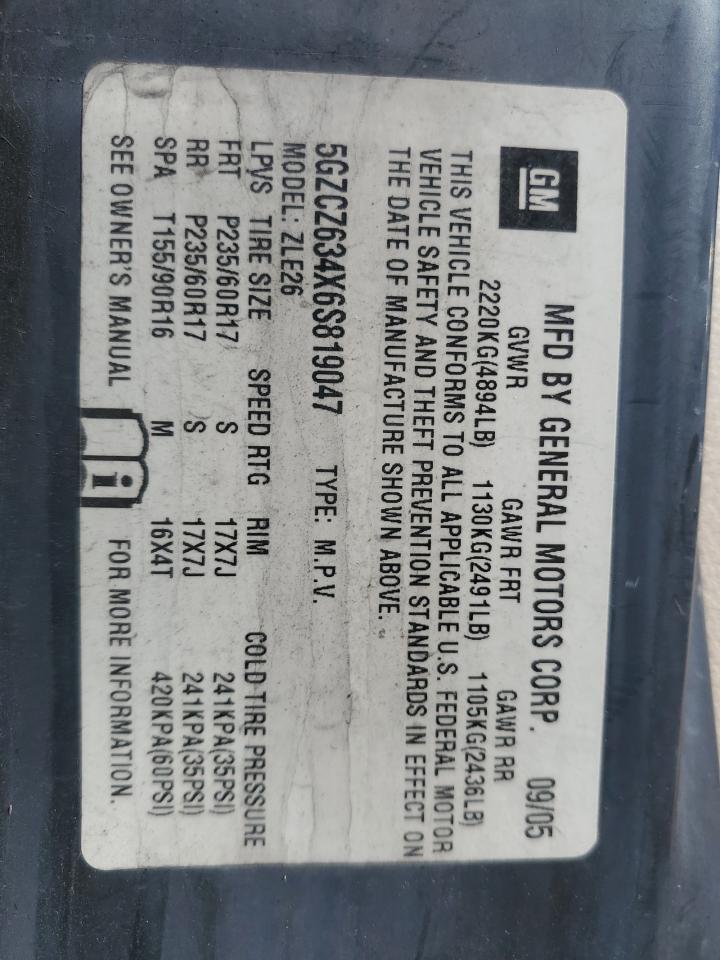 GM MFD BY GENERAL MOTORS CORP. 09/05
GVWR GAWR FRT GAWR RR
2220KG(4894LB) 1130KG(2491LB) 1105KG(2436LB)
THIS VEHICLE CONFORMS TO ALL APPLICABLE U.S. FEDERAL MOTOR
VEHICLE SAFETY AND THEFT PREVENTION STANDARDS IN EFFECT ON
THE DATE OF MANUFACTURE SHOWN ABOVE.
5GZCZ634X6S819047 TYPE: M.P.V.
MODEL: ZLE26
LPVS TIRE SIZE SPEED RTG RIM COLD TIRE PRESSURE
FRT P235/60R17 S 17X7J 241KPA(35PSI)
RR P235/60R17 S 17X7J 241KPA(35PSI)
SPA T155/90R16 M 16X4T 420KPA(60PSI)
SEE OWNER'S MANUAL i FOR MORE INFORMATION.